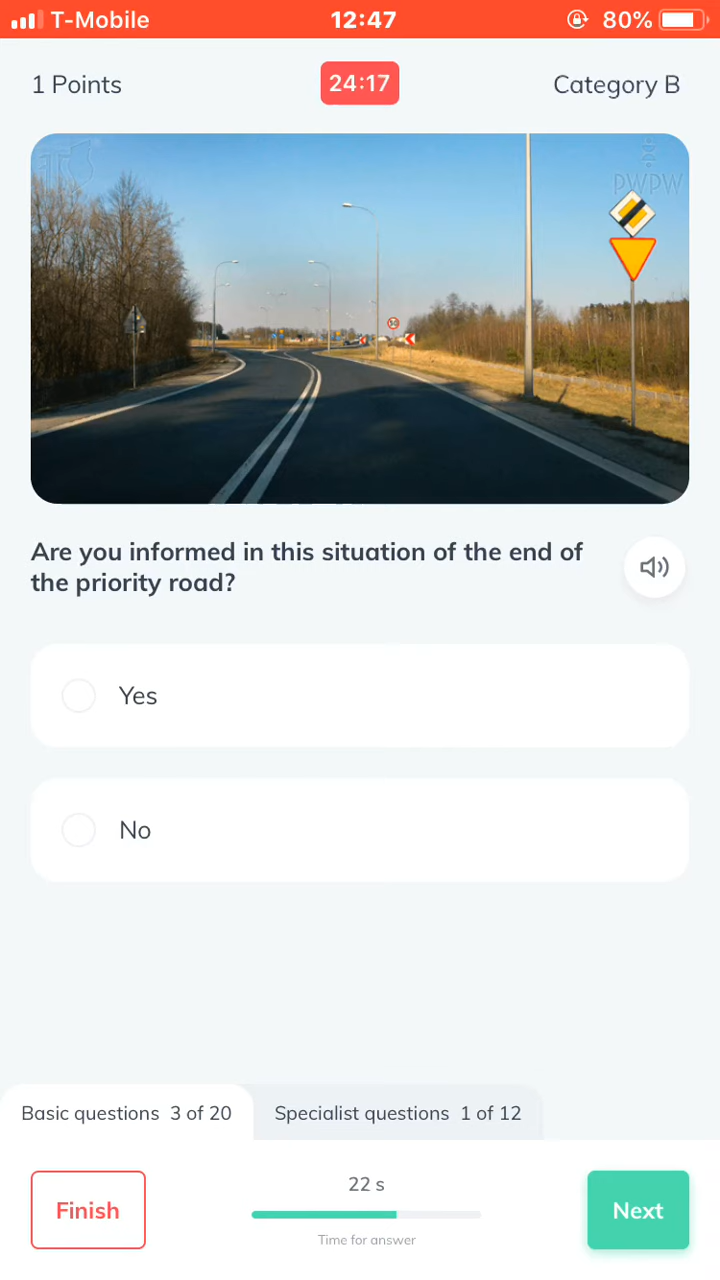 T-Mobile 12:47 80%
1 Points 24:17 Category B
PWPW
Are you informed in this situation of the end of
the priority road?
Yes
No
Basic questions 3 of 20 Specialist questions 1 of 12
22 s
Finish Next
Time for answer